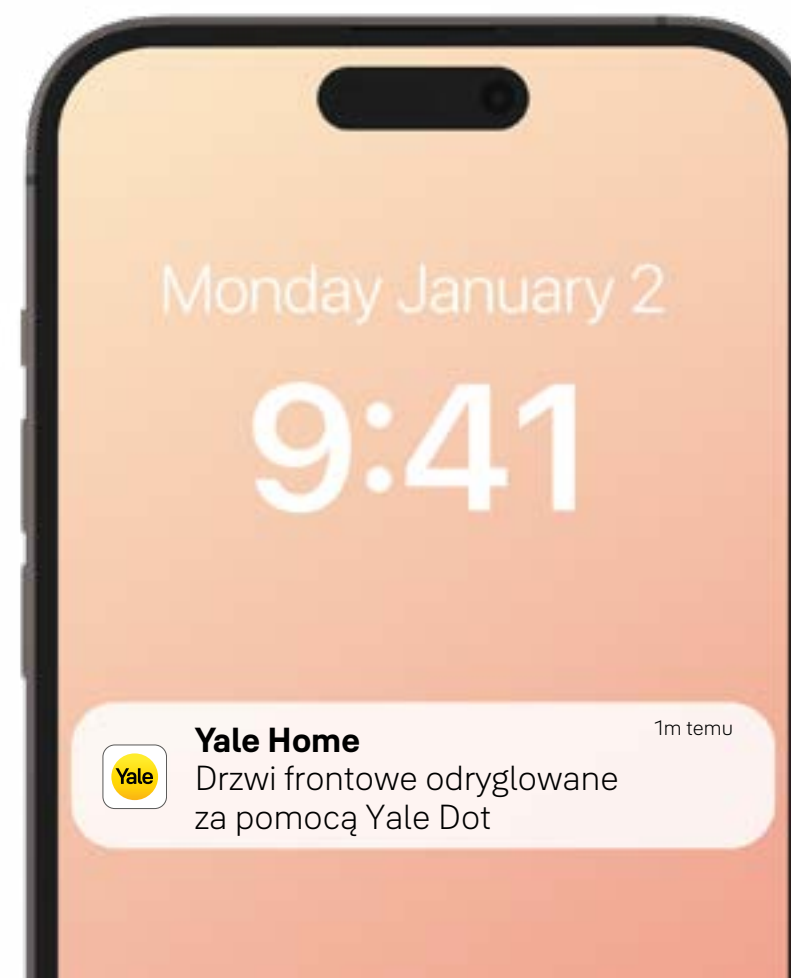 Monday January 2
9:41
Yale Home
1m temu
Yale
Drzwi frontowe odryglowane
za pomocą Yale Dot